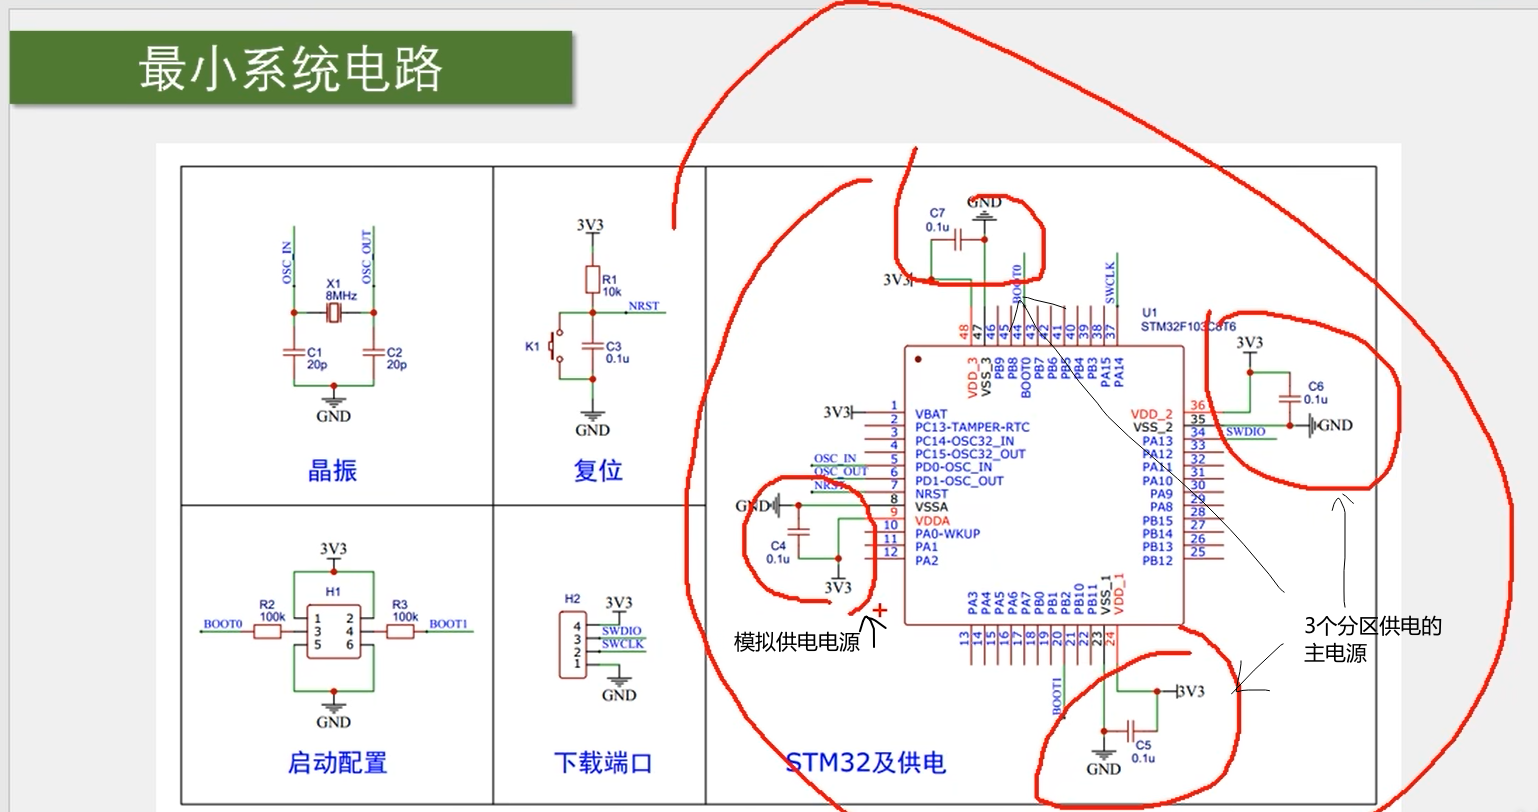 最小系统电路
OSC_IN
OSC_OUT
X1
8MHz
C1
20p
C2
20p
GND
晶振
3V3
R1
10k
NRST
K1
C3
0.1u
GND
复位
3V3
H1
R2
100k
R3
100k
BOOT0
BOOT1
1 2
3 4
5 6
GND
启动配置
H2
3V3
4
3 SWDIO
2 SWCLK
1
GND
下载端口
GND
C7
0.1u
3V3
BOOT0
SWCLK
U1
STM32F103C8T6
48 47 46 45 44 43 42 41 40 39 38 37
VDD_3 VSS_3 PB9 PB8 BOOT0 PB7 PB6 PB5 PB4 PB3 PA15 PA14
3V3
1 VBAT
2 PC13-TAMPER-RTC
3 PC14-OSC32_IN
4 PC15-OSC32_OUT
OSC_IN 5 PD0-OSC_IN
OSC_OUT 6 PD1-OSC_OUT
NRST 7 NRST
GND 8 VSSA
9 VDDA
10 PA0-WKUP
11 PA1
12 PA2
C4
0.1u
3V3
VDD_2 36
VSS_2 35
PA13 34 SWDIO
PA12 33
PA11 32
PA10 31
PA9 30
PA8 29
PB15 28
PB14 27
PB13 26
PB12 25
3V3
C6
0.1u
GND
PA3 PA4 PA5 PA6 PA7 PB0 PB1 PB2 PB10 PB11 VSS_1 VDD_1
13 14 15 16 17 18 19 20 21 22 23 24
BOOT1
3V3
C5
0.1u
GND
模拟供电电源
3个分区供电的
主电源
STM32及供电